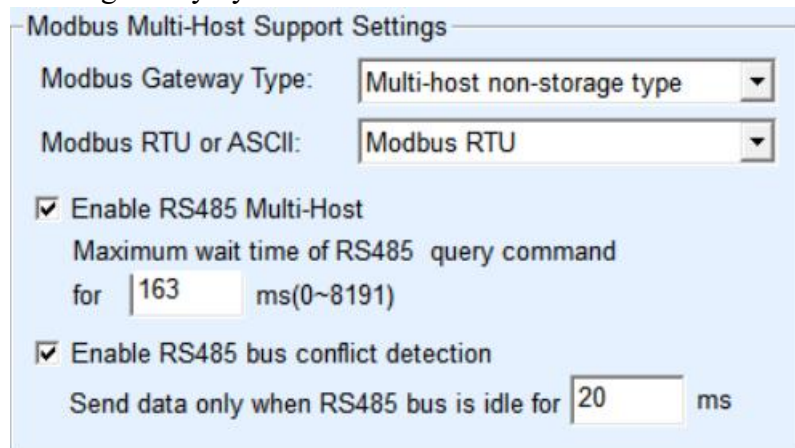 Modbus Multi-Host Support Settings
Modbus Gateway Type: Multi-host non-storage type
Modbus RTU or ASCII: Modbus RTU
Enable RS485 Multi-Host
Maximum wait time of RS485 query command
for 163 ms(0~8191)
Enable RS485 bus conflict detection
Send data only when RS485 bus is idle for 20 ms